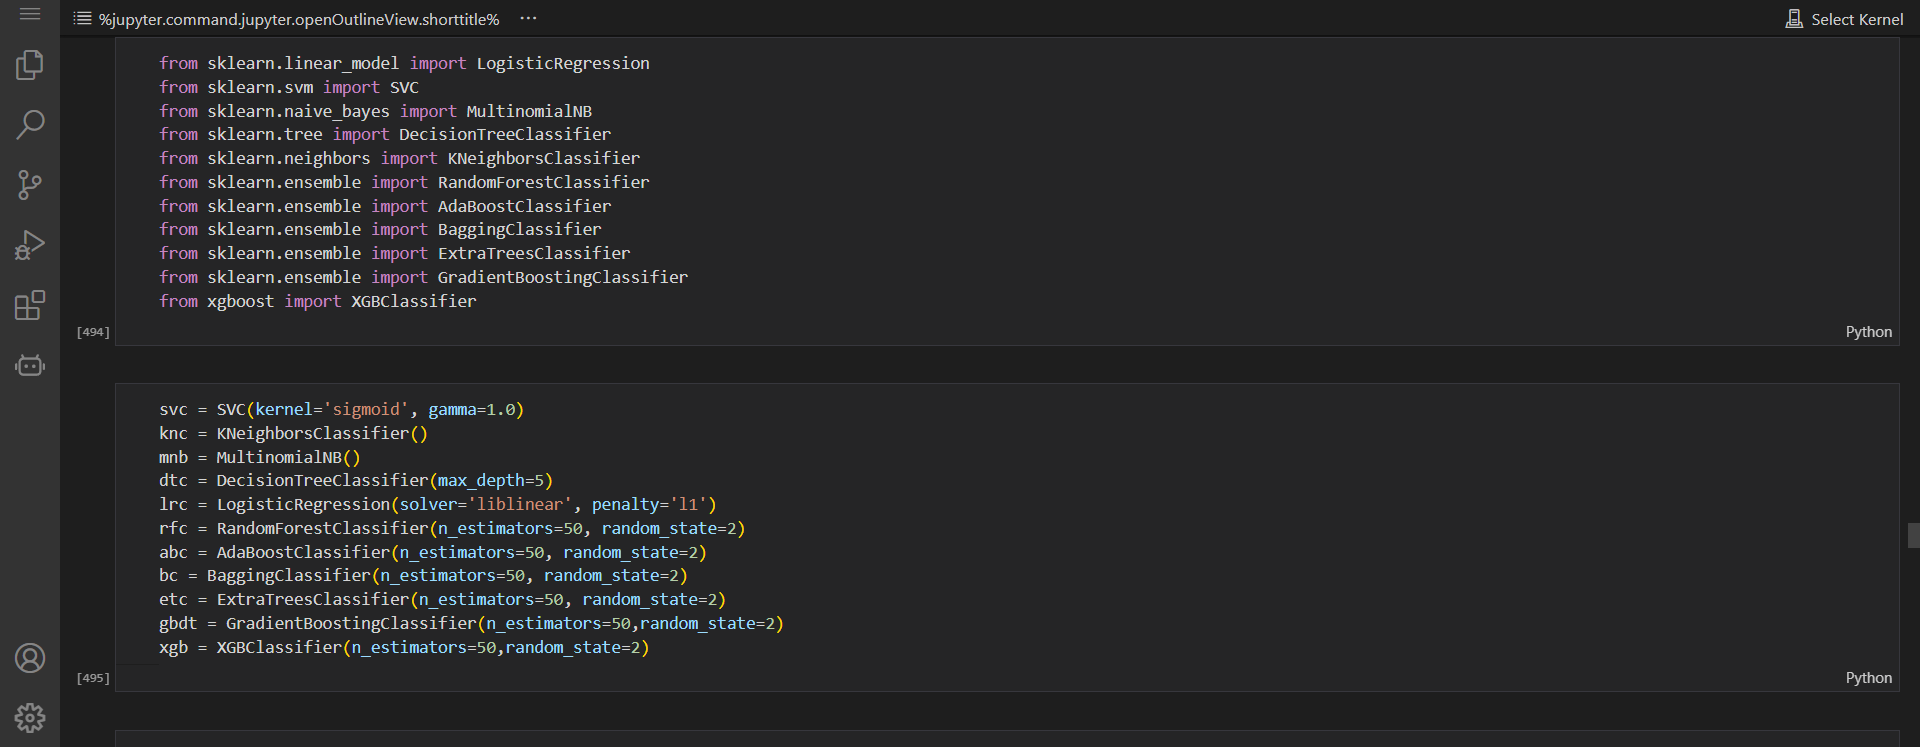 %jupyter.command.jupyter.openOutlineView.shorttitle% ···
Select Kernel
from sklearn.linear_model import LogisticRegression
from sklearn.svm import SVC
from sklearn.naive_bayes import MultinomialNB
from sklearn.tree import DecisionTreeClassifier
from sklearn.neighbors import KNeighborsClassifier
from sklearn.ensemble import RandomForestClassifier
from sklearn.ensemble import AdaBoostClassifier
from sklearn.ensemble import BaggingClassifier
from sklearn.ensemble import ExtraTreesClassifier
from sklearn.ensemble import GradientBoostingClassifier
from xgboost import XGBClassifier
[494]
Python
svc = SVC(kernel='sigmoid', gamma=1.0)
knc = KNeighborsClassifier()
mnb = MultinomialNB()
dtc = DecisionTreeClassifier(max_depth=5)
lrc = LogisticRegression(solver='liblinear', penalty='l1')
rfc = RandomForestClassifier(n_estimators=50, random_state=2)
abc = AdaBoostClassifier(n_estimators=50, random_state=2)
bc = BaggingClassifier(n_estimators=50, random_state=2)
etc = ExtraTreesClassifier(n_estimators=50, random_state=2)
gbdt = GradientBoostingClassifier(n_estimators=50,random_state=2)
xgb = XGBClassifier(n_estimators=50,random_state=2)
[495]
Python